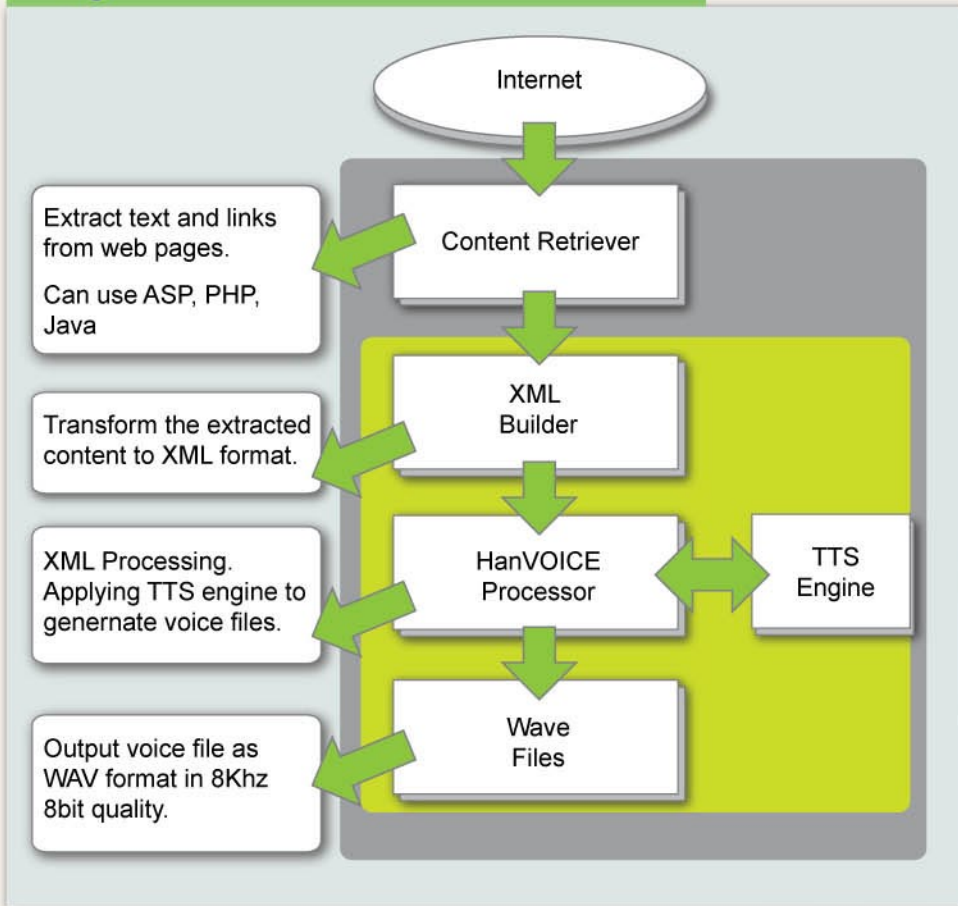 Internet
Content Retriever
Extract text and links
from web pages.
Can use ASP, PHP,
Java
XML
Builder
Transform the extracted
content to XML format.
HanVOICE
Processor
TTS
Engine
XML Processing.
Applying TTS engine to
genernate voice files.
Wave
Files
Output voice file as
WAV format in 8Khz
8bit quality.